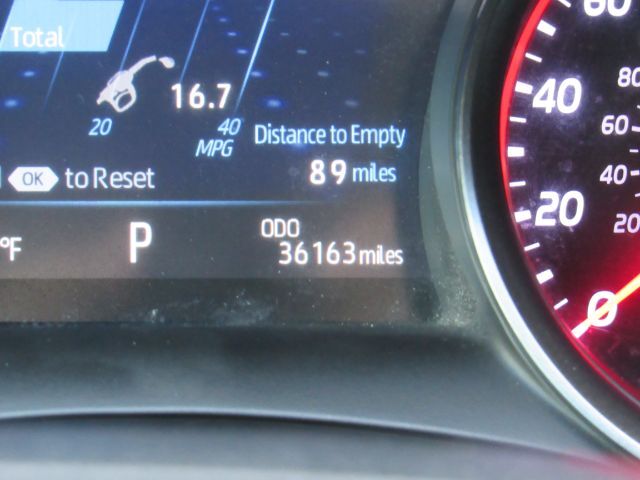 Total
16.7
20
40
MPG
Distance to Empty
89 miles
OK to Reset
°F
P
ODO
36163 miles
60
40
20
0
80
60
40
20